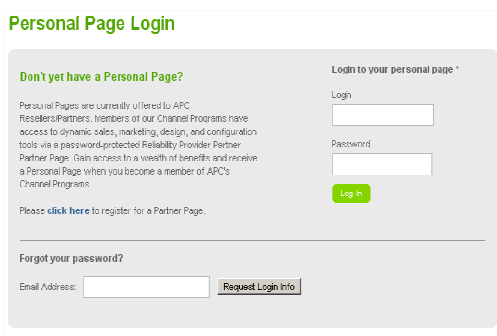 Personal Page Login
Don't yet have a Personal Page?
Personal Pages are currently offered to APC
Resellers/Partners. Members of our Channel Programs have
access to dynamic sales, marketing, design, and configuration
tools via a password-protected Reliability Provider Partner
Partner Page. Gain access to a wealth of benefits and receive
a Personal Page when you become a member of APC's
Channel Programs.
Please click here to register for a Partner Page.
Login to your personal page *
Login
Password
Log In
Forgot your password?
Email Address:
Request Login Info